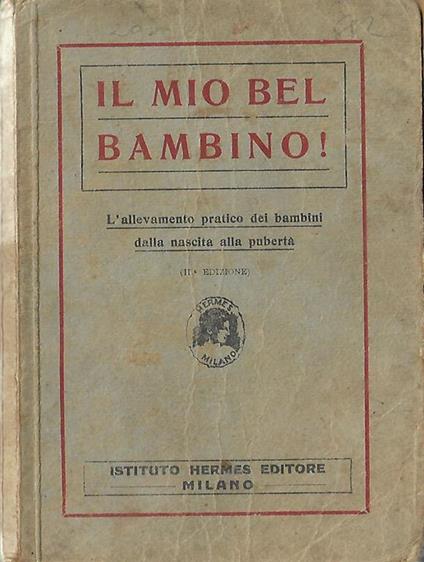 IL MIO BEL
BAMBINO!
L'allevamento pratico dei bambini
dalla nascita alla pubertà
(IIª EDIZIONE)
HERMES
MILANO
ISTITUTO HERMES EDITORE
MILANO